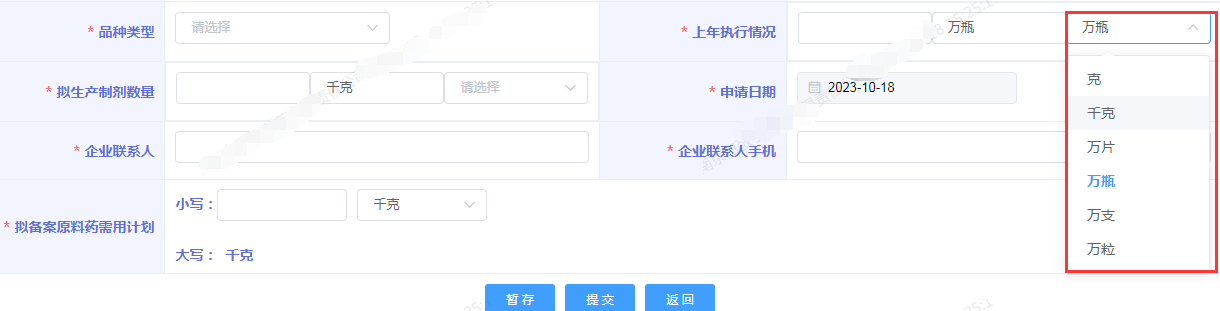 * 品种类型 请选择 * 上年执行情况 万瓶 万瓶
* 拟生产制剂数量 千克 请选择 * 申请日期 2023-10-18
* 企业联系人 * 企业联系人手机
* 拟备案原料药需用计划 小写： 千克
大写： 千克
克
千克
万片
万瓶
万支
万粒
暂存 提交 返回